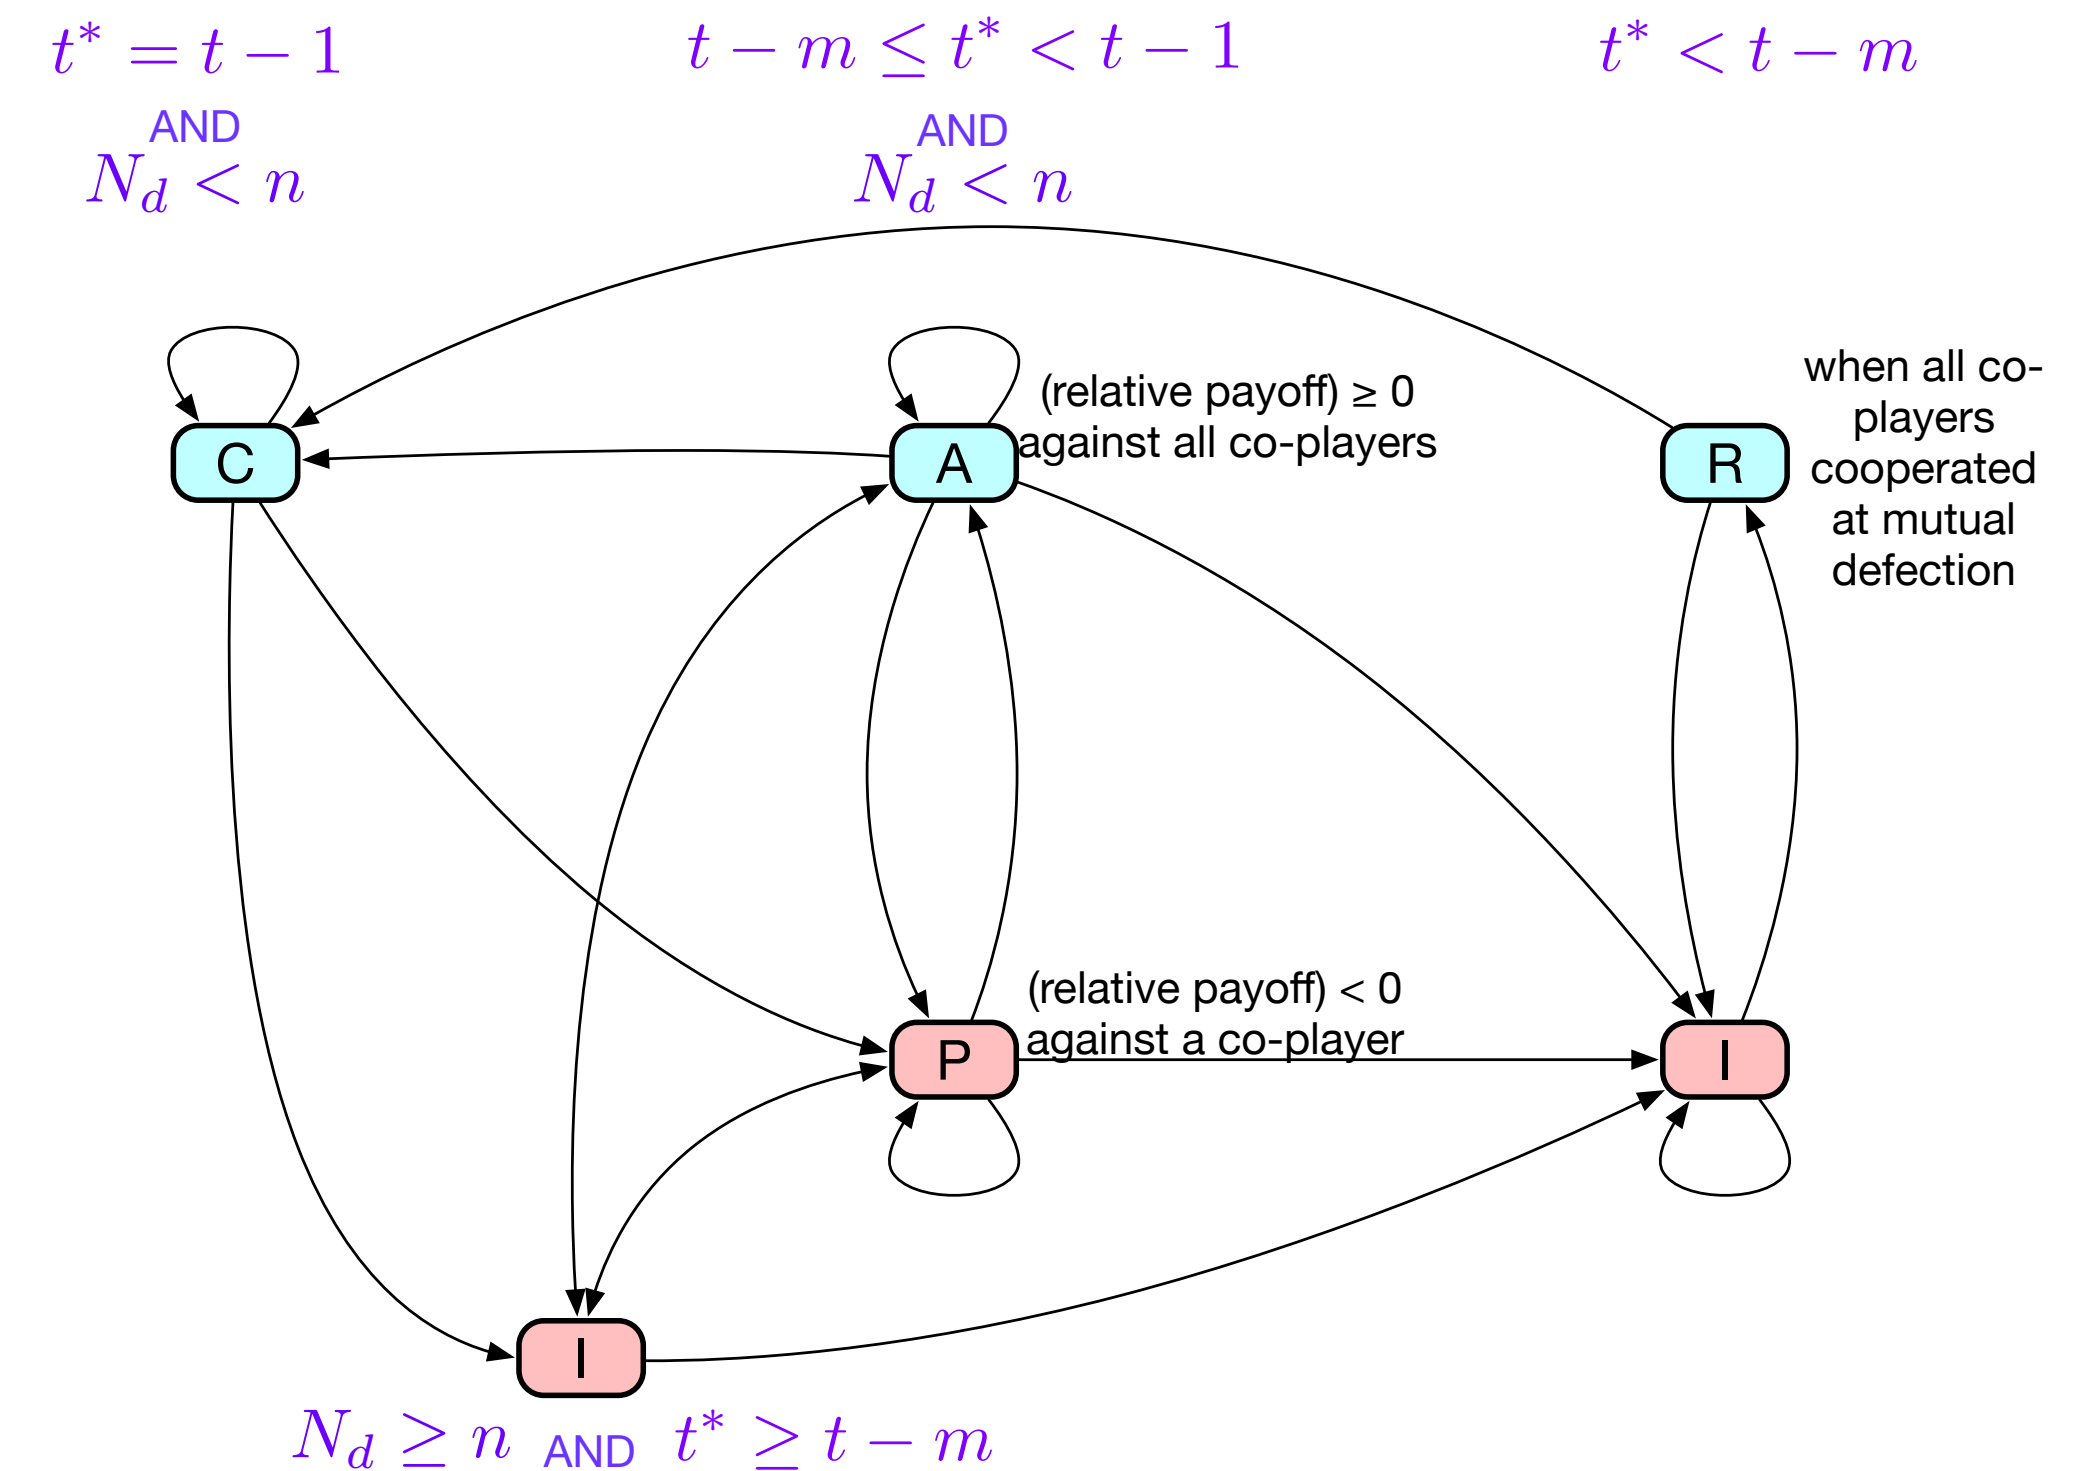 t* = t − 1
AND
N_d < n
t − m ≤ t* < t − 1
AND
N_d < n
t* < t − m
C
A
(relative payoff) ≥ 0
against all co-players
R
when all co-
players
cooperated
at mutual
defection
P
(relative payoff) < 0
against a co-player
I
I
N_d ≥ n AND t* ≥ t − m